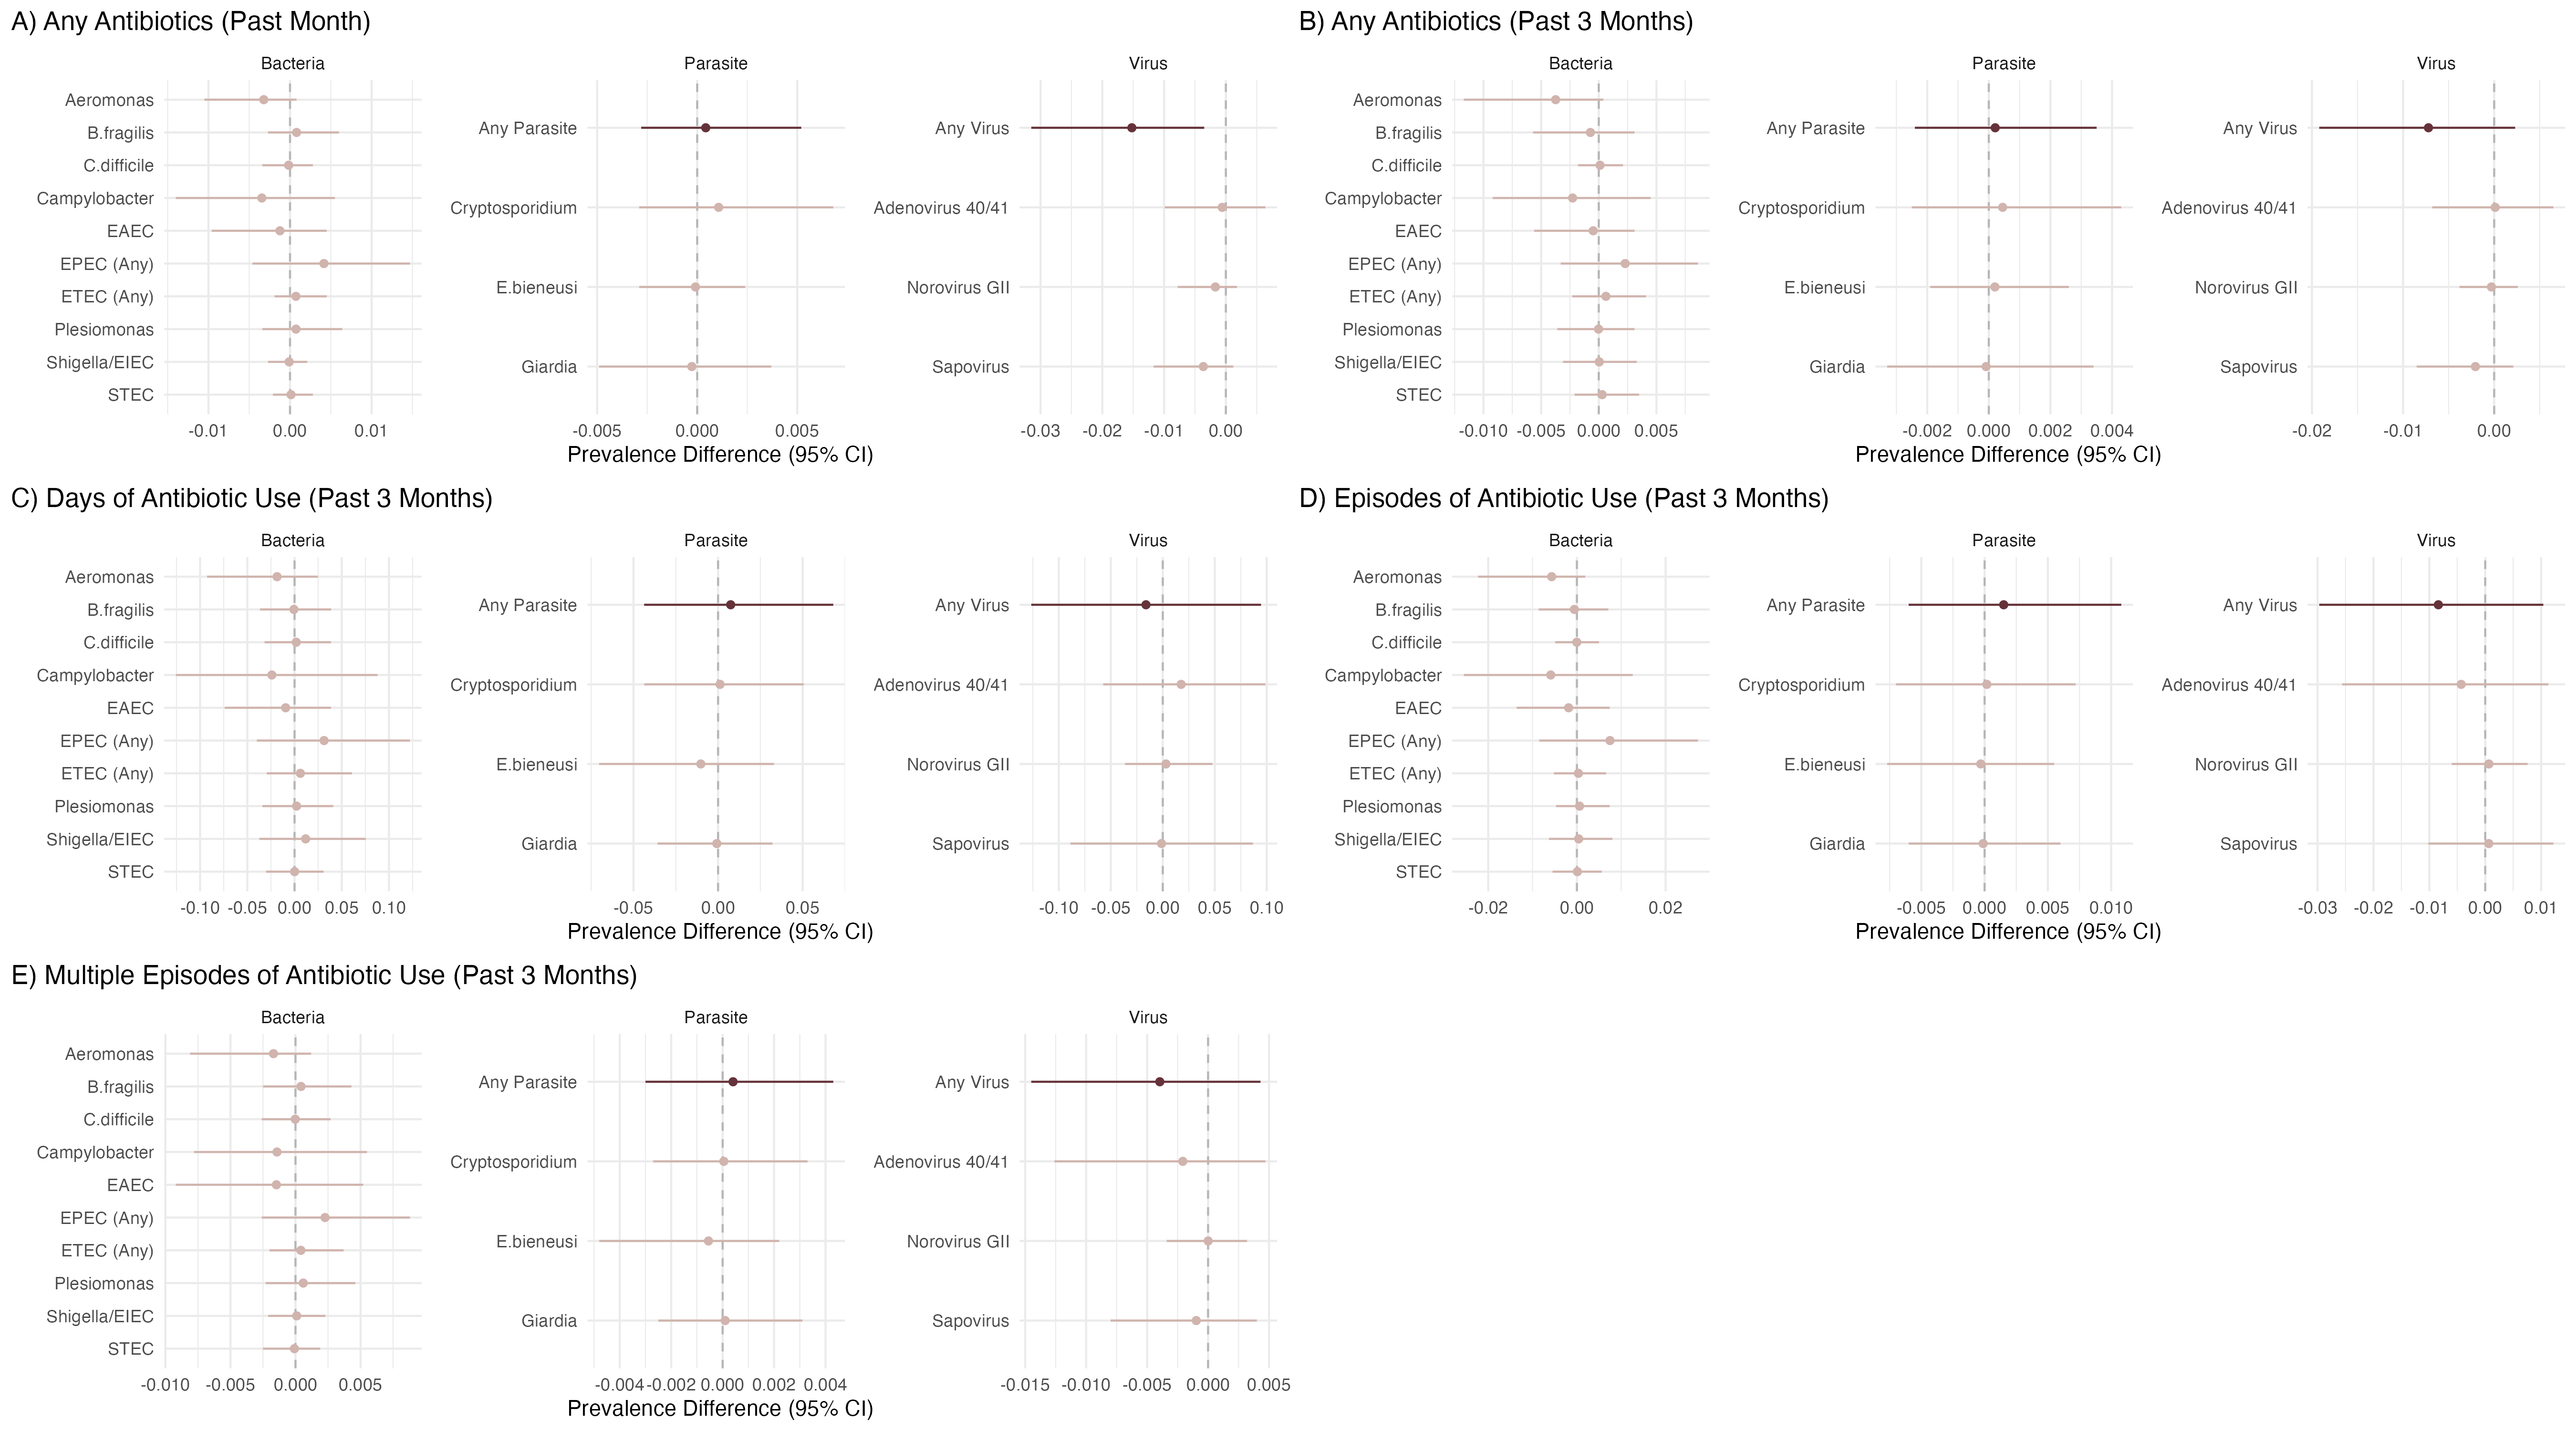 A) Any Antibiotics (Past Month)
Bacteria
Aeromonas
B.fragilis
C.difficile
Campylobacter
EAEC
EPEC (Any)
ETEC (Any)
Plesiomonas
Shigella/EIEC
STEC
-0.01 0.00 0.01
Parasite
Any Parasite
Cryptosporidium
E.bieneusi
Giardia
-0.005 0.000 0.005
Virus
Any Virus
Adenovirus 40/41
Norovirus GII
Sapovirus
-0.03 -0.02 -0.01 0.00
Prevalence Difference (95% CI)
B) Any Antibiotics (Past 3 Months)
Bacteria
Aeromonas
B.fragilis
C.difficile
Campylobacter
EAEC
EPEC (Any)
ETEC (Any)
Plesiomonas
Shigella/EIEC
STEC
-0.010 -0.005 0.000 0.005
Parasite
Any Parasite
Cryptosporidium
E.bieneusi
Giardia
-0.002 0.000 0.002 0.004
Virus
Any Virus
Adenovirus 40/41
Norovirus GII
Sapovirus
-0.02 -0.01 0.00
Prevalence Difference (95% CI)
C) Days of Antibiotic Use (Past 3 Months)
Bacteria
Aeromonas
B.fragilis
C.difficile
Campylobacter
EAEC
EPEC (Any)
ETEC (Any)
Plesiomonas
Shigella/EIEC
STEC
-0.10 -0.05 0.00 0.05 0.10
Parasite
Any Parasite
Cryptosporidium
E.bieneusi
Giardia
-0.05 0.00 0.05
Virus
Any Virus
Adenovirus 40/41
Norovirus GII
Sapovirus
-0.10 -0.05 0.00 0.05 0.10
Prevalence Difference (95% CI)
D) Episodes of Antibiotic Use (Past 3 Months)
Bacteria
Aeromonas
B.fragilis
C.difficile
Campylobacter
EAEC
EPEC (Any)
ETEC (Any)
Plesiomonas
Shigella/EIEC
STEC
-0.02 0.00 0.02
Parasite
Any Parasite
Cryptosporidium
E.bieneusi
Giardia
-0.005 0.000 0.005 0.010
Virus
Any Virus
Adenovirus 40/41
Norovirus GII
Sapovirus
-0.03 -0.02 -0.01 0.00 0.01
Prevalence Difference (95% CI)
E) Multiple Episodes of Antibiotic Use (Past 3 Months)
Bacteria
Aeromonas
B.fragilis
C.difficile
Campylobacter
EAEC
EPEC (Any)
ETEC (Any)
Plesiomonas
Shigella/EIEC
STEC
-0.010 -0.005 0.000 0.005
Parasite
Any Parasite
Cryptosporidium
E.bieneusi
Giardia
-0.004 -0.002 0.000 0.002 0.004
Virus
Any Virus
Adenovirus 40/41
Norovirus GII
Sapovirus
-0.015 -0.010 -0.005 0.000 0.005
Prevalence Difference (95% CI)